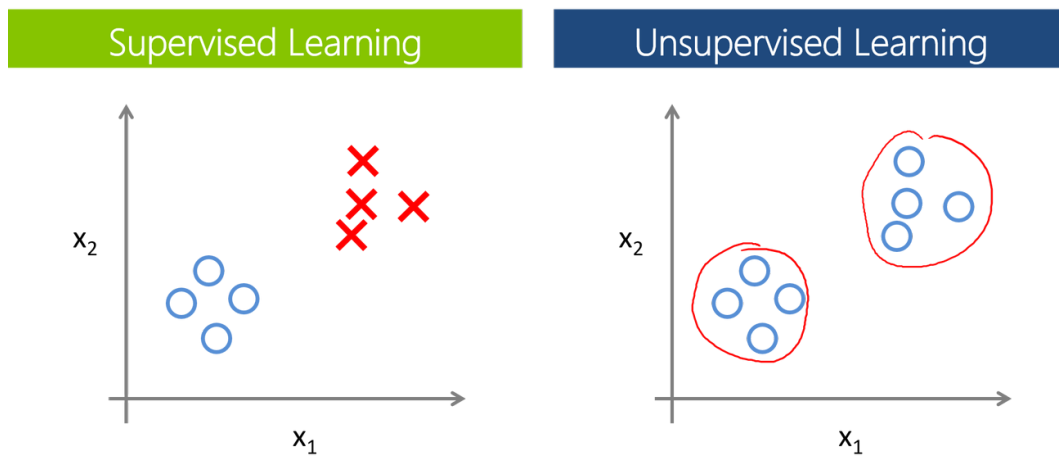 Supervised Learning
Unsupervised Learning
x₂
x₁
x₂
x₁